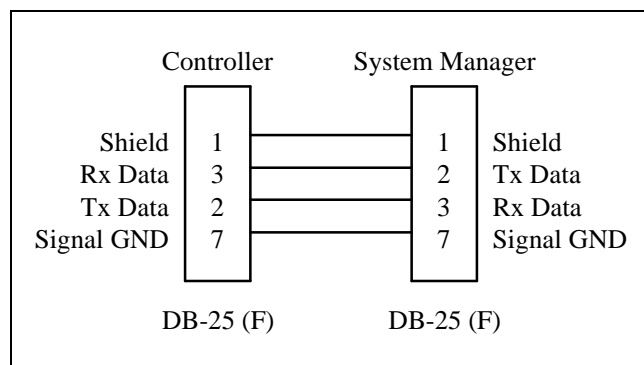 Controller System Manager
Shield 1 1 Shield
Rx Data 3 2 Tx Data
Tx Data 2 3 Rx Data
Signal GND 7 7 Signal GND
DB-25 (F) DB-25 (F)